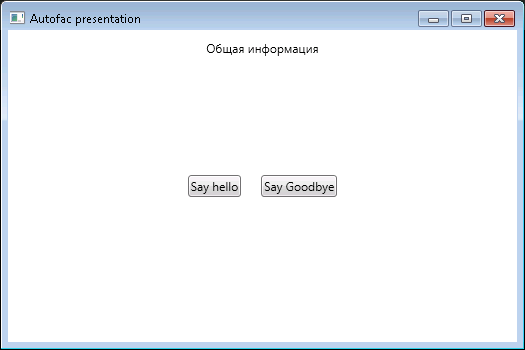 Autofac presentation
Общая информация
Say hello Say Goodbye